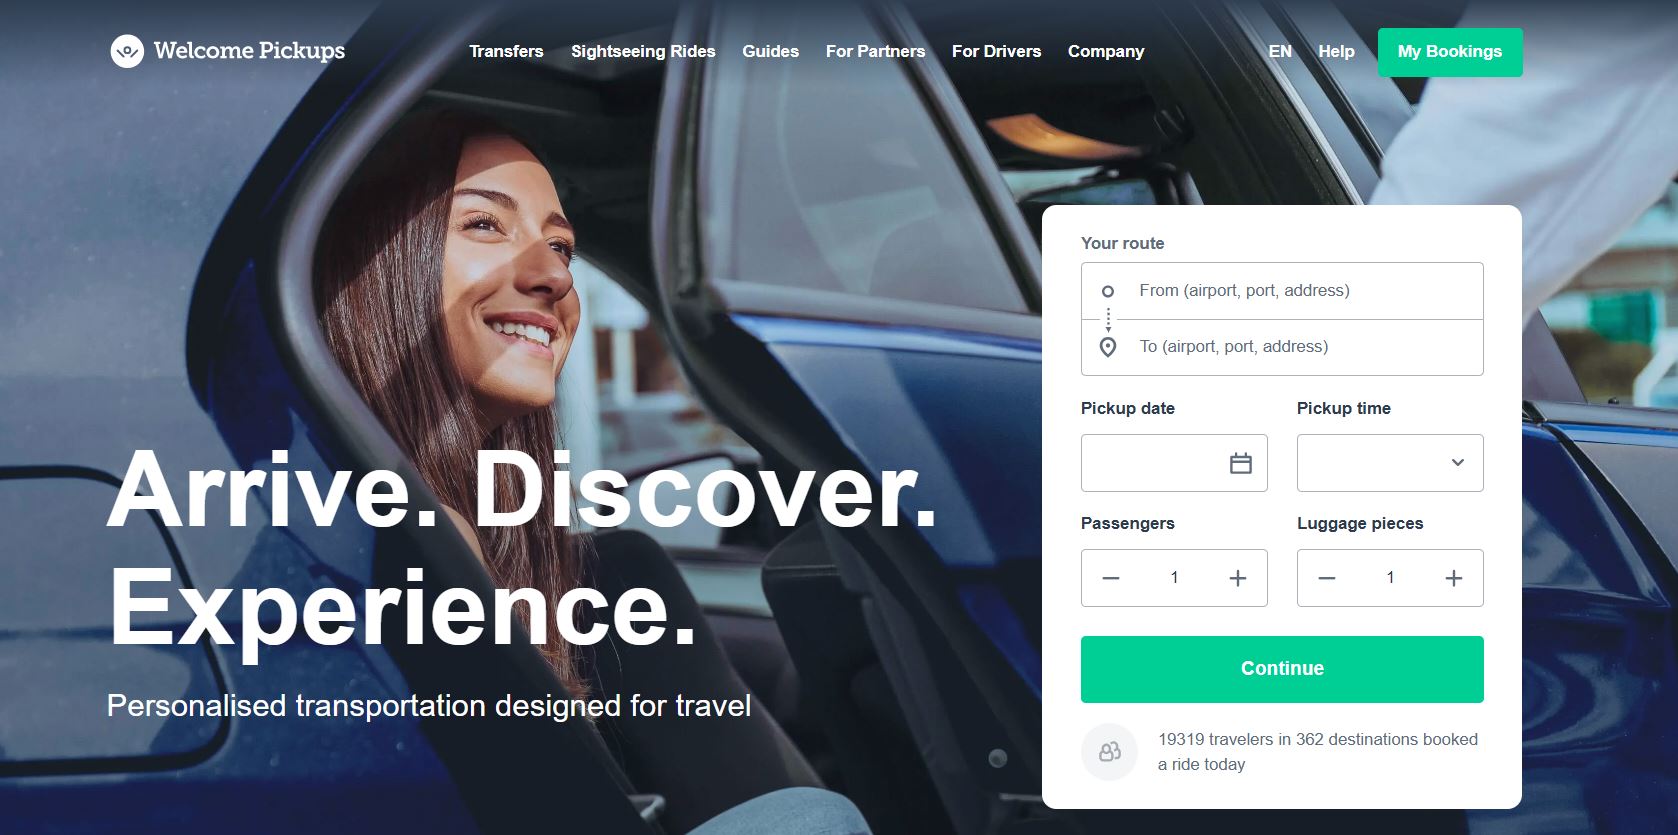 Welcome Pickups
Transfers
Sightseeing Rides
Guides
For Partners
For Drivers
Company
EN
Help
My Bookings
Arrive. Discover.
Experience.
Personalised transportation designed for travel
Your route
From (airport, port, address)
To (airport, port, address)
Pickup date
Pickup time
Passengers
Luggage pieces
1
1
Continue
19319 travelers in 362 destinations booked
a ride today